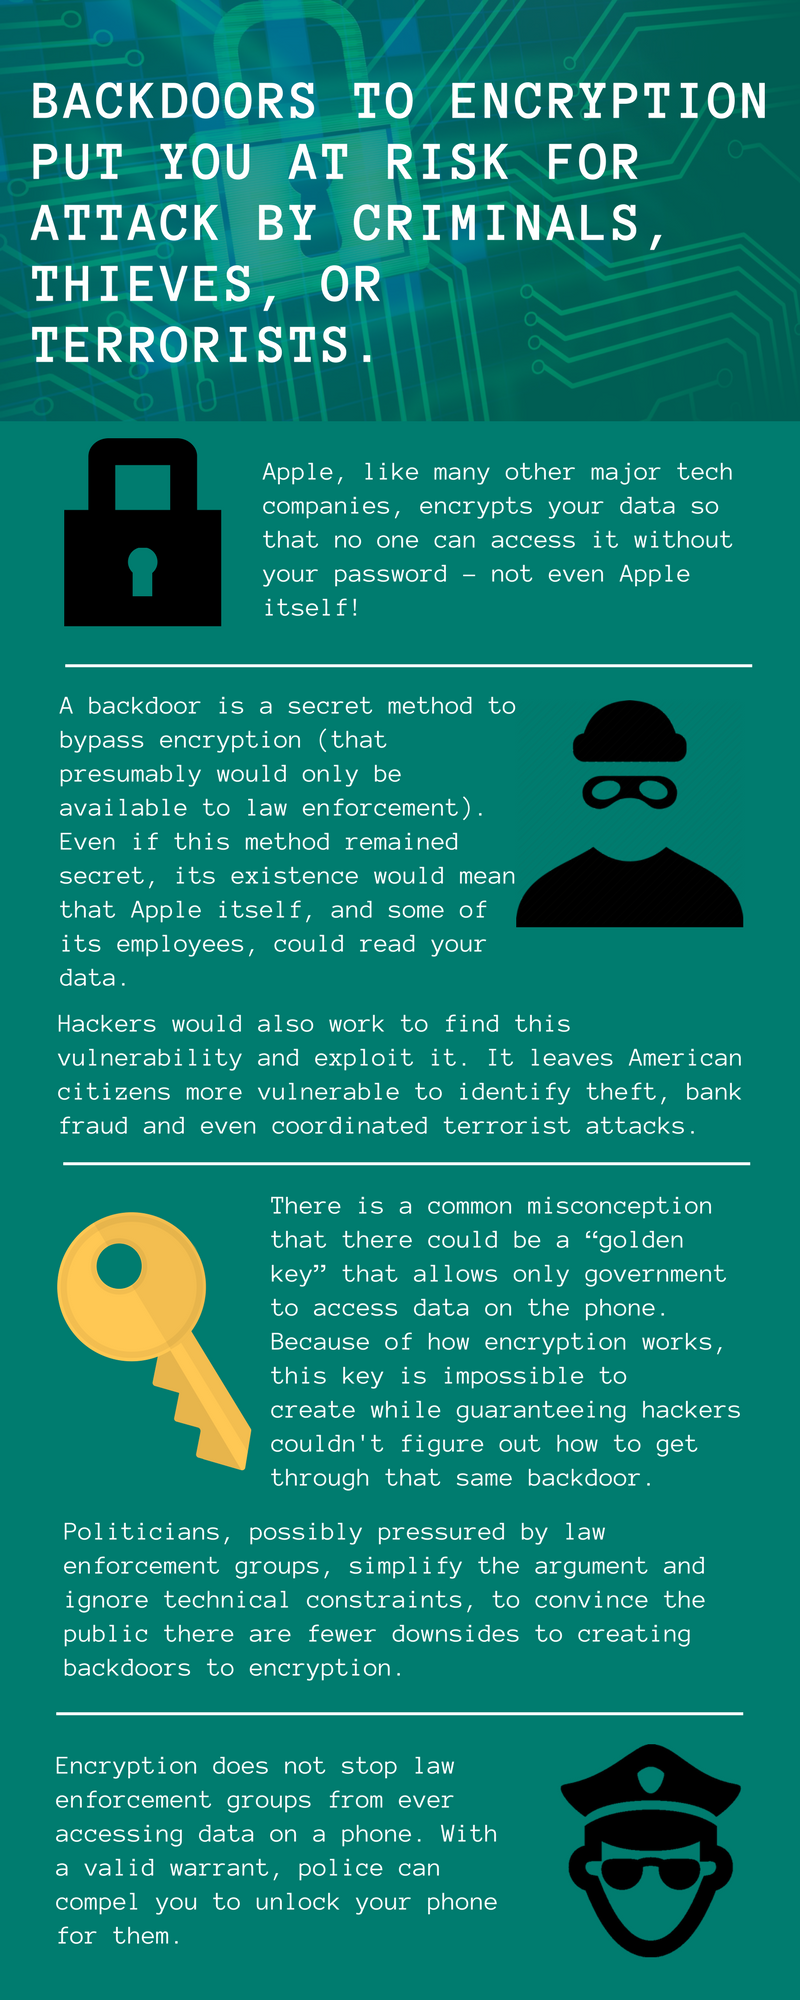 BACKDOORS TO ENCRYPTION
PUT YOU AT RISK FOR
ATTACK BY CRIMINALS,
THIEVES, OR
TERRORISTS.
Apple, like many other major tech
companies, encrypts your data so
that no one can access it without
your password – not even Apple
itself!
A backdoor is a secret method to
bypass encryption (that
presumably would only be
available to law enforcement).
Even if this method remained
secret, its existence would mean
that Apple itself, and some of
its employees, could read your
data.
Hackers would also work to find this
vulnerability and exploit it. It leaves American
citizens more vulnerable to identify theft, bank
fraud and even coordinated terrorist attacks.
There is a common misconception
that there could be a “golden
key” that allows only government
to access data on the phone.
Because of how encryption works,
this key is impossible to
create while guaranteeing hackers
couldn't figure out how to get
through that same backdoor.
Politicians, possibly pressured by law
enforcement groups, simplify the argument and
ignore technical constraints, to convince the
public there are fewer downsides to creating
backdoors to encryption.
Encryption does not stop law
enforcement groups from ever
accessing data on a phone. With
a valid warrant, police can
compel you to unlock your phone
for them.